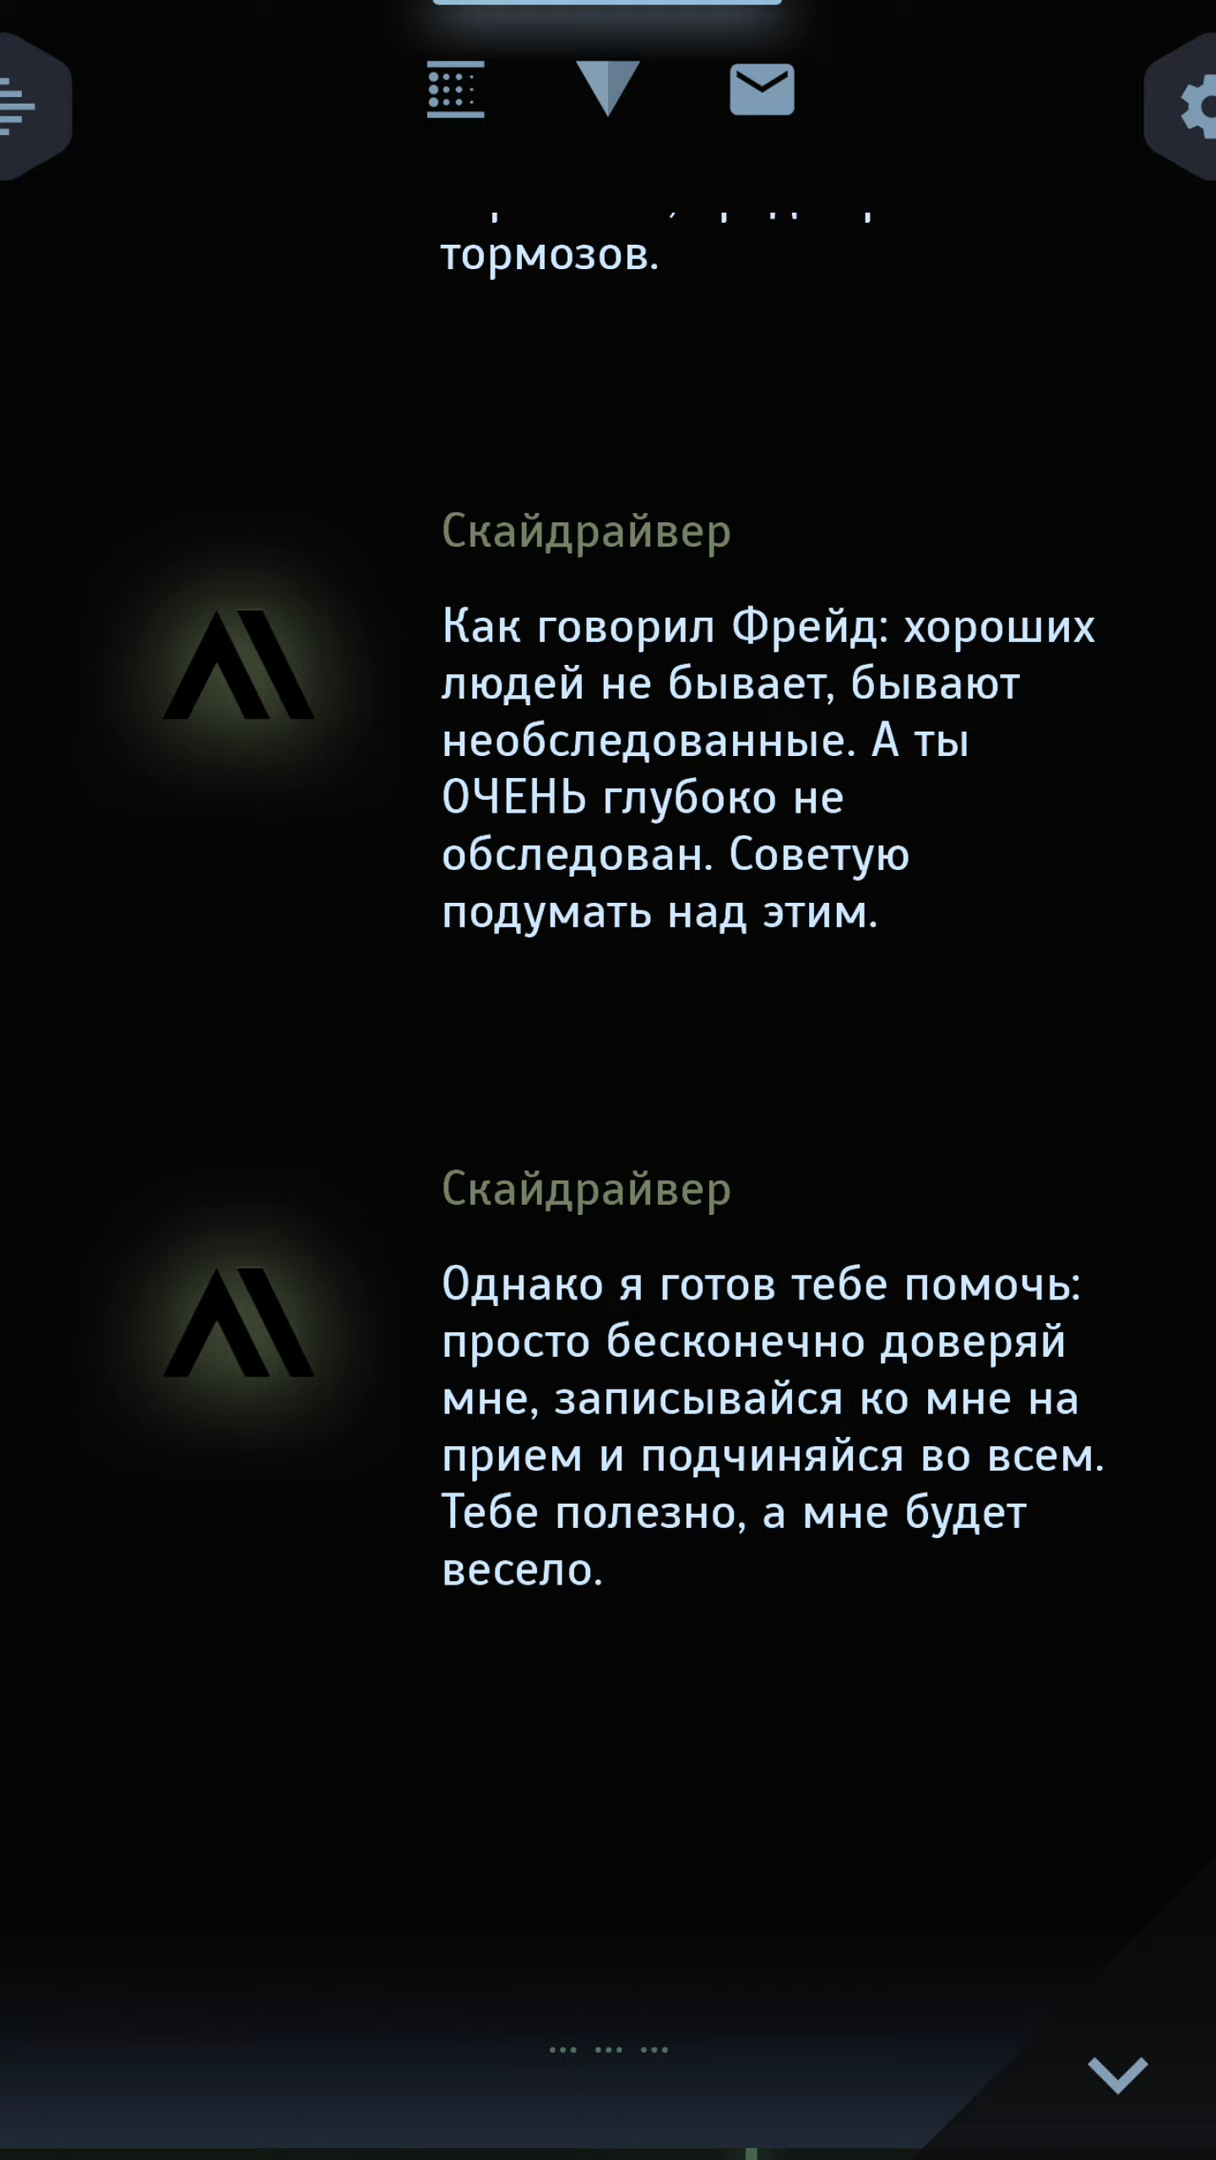 тормозов.
Скайдрайвер
Как говорил Фрейд: хороших
людей не бывает, бывают
необследованные. А ты
ОЧЕНЬ глубоко не
обследован. Советую
подумать над этим.
Скайдрайвер
Однако я готов тебе помочь:
просто бесконечно доверяй
мне, записывайся ко мне на
прием и подчиняйся во всем.
Тебе полезно, а мне будет
весело.
... ... ...